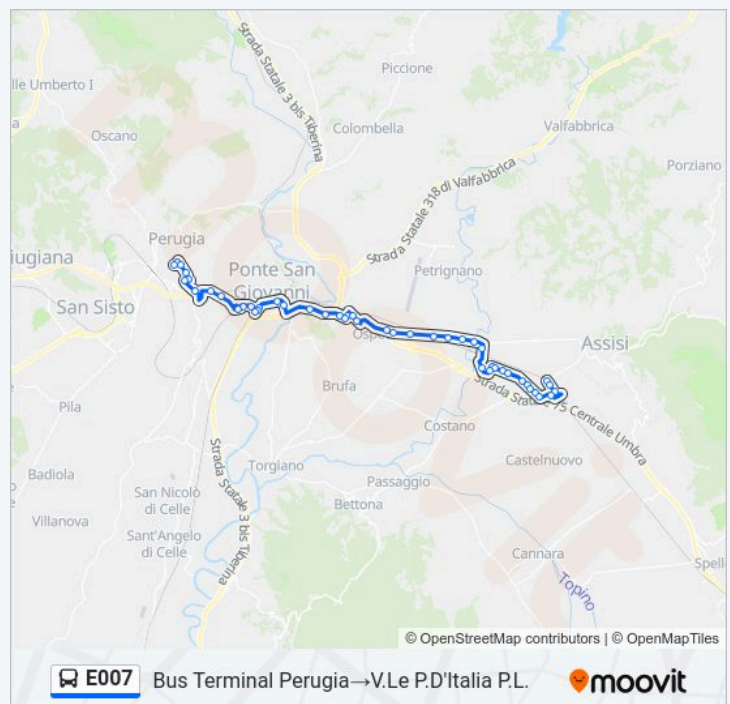 Piccione
lle Umberto I
Strada Statale 3 bis Tiberina
Colombella
Valfabbrica
a
Oscano
Porziano
Strada Statale 318 di Valfabbrica
Perugia
iugiana
Ponte San
Giovanni
Petrignano
San Sisto
Assisi
Brufa
Strada Statale 75 Centrale Umbra
Pila
Costano
Castelnuovo
Torgiano
Badiola
Passaggio
San Nicolò
di Celle
Bettona
Villanova
Strada Statale 3 bis Tiberina
Sant'Angelo
di Celle
Cannara
Spell
Topino
© OpenStreetMap contributors | © OpenMapTiles
E007 Bus Terminal Perugia→V.Le P.D'Italia P.L.
moovit